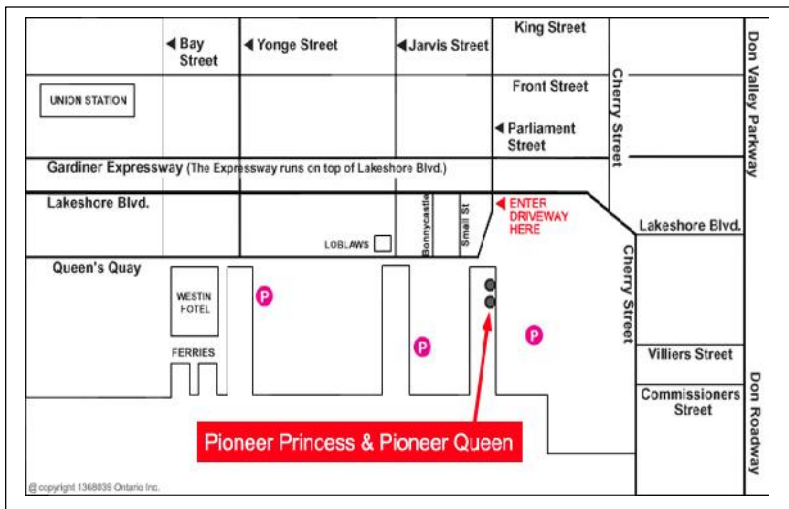 King Street
Bay
Street
Yonge Street
Jarvis Street
Front Street
UNION STATION
Cherry Street
Don Valley Parkway
Parliament
Street
Gardiner Expressway (The Expressway runs on top of Lakeshore Blvd.)
Lakeshore Blvd.
ENTER
DRIVEWAY
HERE
Bonnycastle
Small St
Lakeshore Blvd.
LOBLAWS
Queen's Quay
Cherry Street
WESTIN
HOTEL
P
P
P
FERRIES
Villiers Street
Commissioners
Street
Don Roadway
Pioneer Princess & Pioneer Queen
@ copyright 1368039 Ontario Inc.